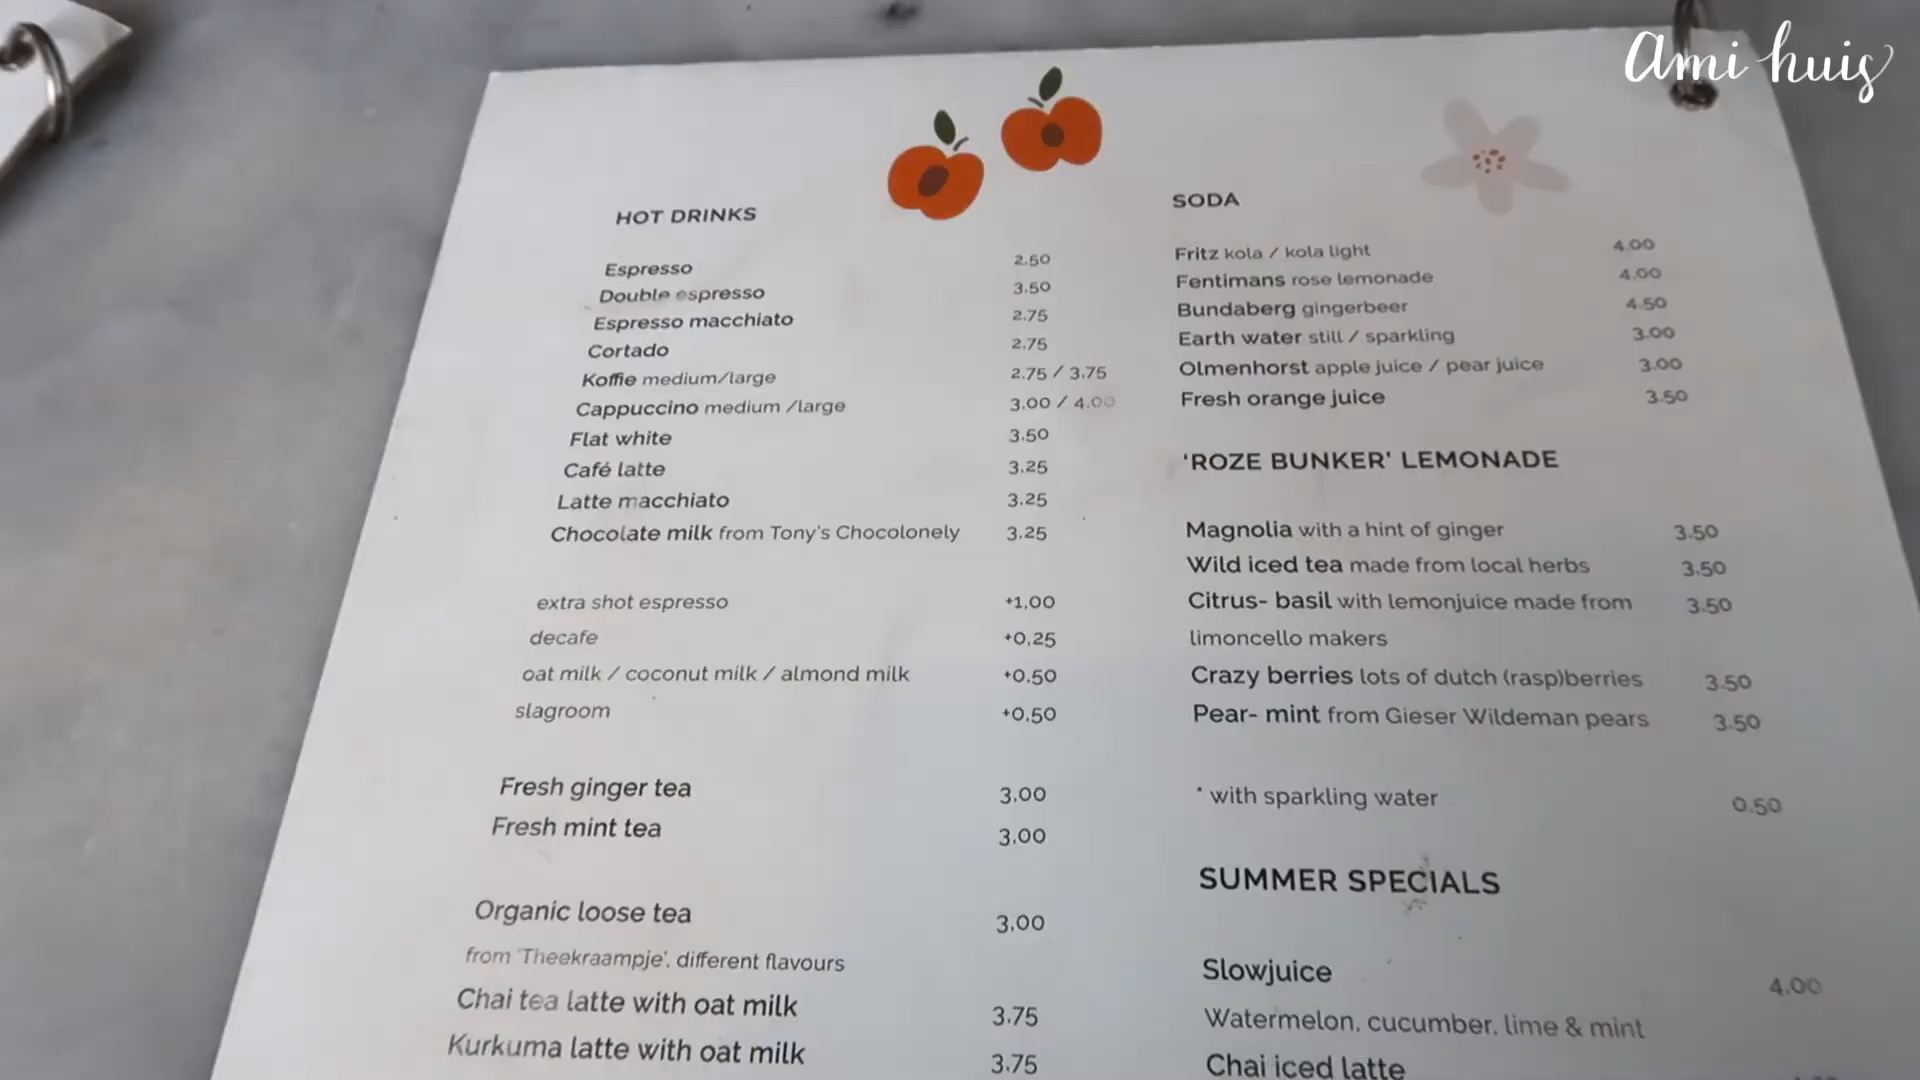 ami huis
HOT DRINKS
Espresso 2.50
Double espresso 3.50
Espresso macchiato 2.75
Cortado 2.75
Koffie medium/large 2.75 / 3.75
Cappuccino medium /large 3.00 / 4.00
Flat white 3.50
Café latte 3.25
Latte macchiato 3.25
Chocolate milk from Tony's Chocolonely 3.25
extra shot espresso +1.00
decafe +0.25
oat milk / coconut milk / almond milk +0.50
slagroom +0.50
Fresh ginger tea 3.00
Fresh mint tea 3.00
Organic loose tea 3.00
from 'Theekraampje', different flavours
Chai tea latte with oat milk 3.75
Kurkuma latte with oat milk 3.75
SODA
Fritz kola / kola light 4.00
Fentimans rose lemonade 4.00
Bundaberg gingerbeer 4.50
Earth water still / sparkling 3.00
Olmenhorst apple juice / pear juice 3.00
Fresh orange juice 3.50
'ROZE BUNKER' LEMONADE
Magnolia with a hint of ginger 3.50
Wild iced tea made from local herbs 3.50
Citrus- basil with lemonjuice made from 3.50
limoncello makers
Crazy berries lots of dutch (rasp)berries 3.50
Pear- mint from Gieser Wildeman pears 3.50
* with sparkling water 0.50
SUMMER SPECIALS
Slowjuice 4.00
Watermelon, cucumber, lime & mint
Chai iced latte